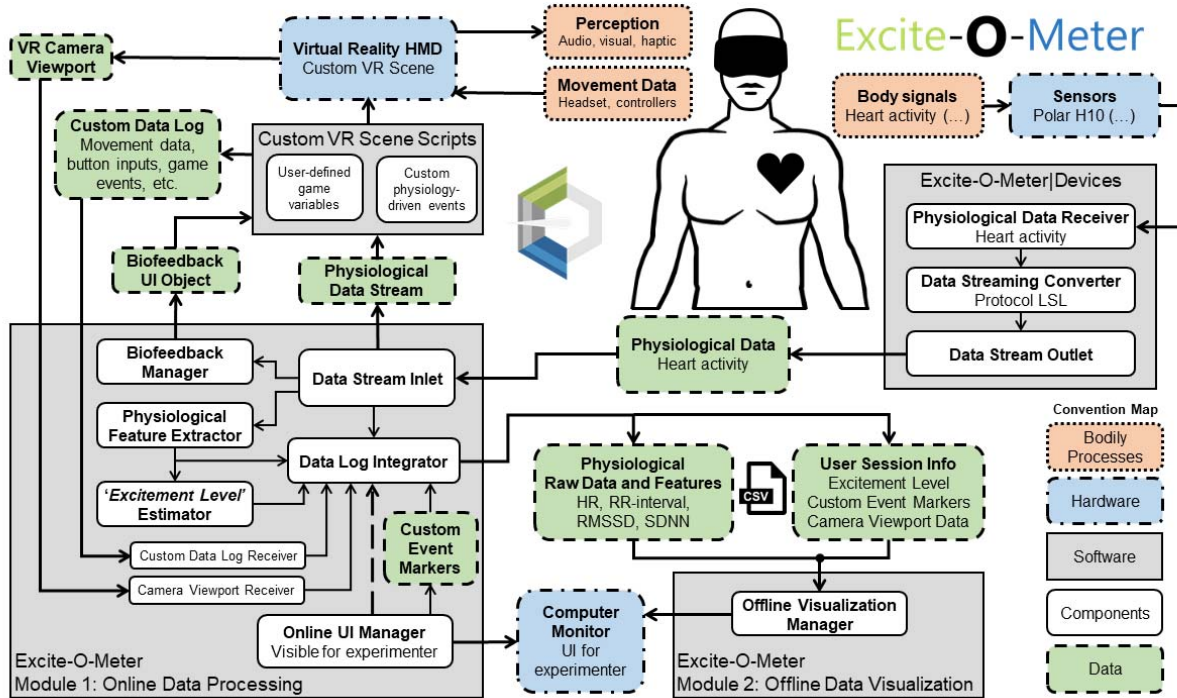 VR Camera
Viewport
Virtual Reality HMD
Custom VR Scene
Perception
Audio, visual, haptic
Movement Data
Headset, controllers
Excite-O-Meter
Body signals
Heart activity (…)
Sensors
Polar H10 (…)
Custom Data Log
Movement data,
button inputs, game
events, etc.
Custom VR Scene Scripts
User-defined
game
variables
Custom
physiology-
driven events
Excite-O-Meter|Devices
Physiological Data Receiver
Heart activity
Data Streaming Converter
Protocol LSL
Data Stream Outlet
Biofeedback
UI Object
Physiological
Data Stream
Physiological Data
Heart activity
Biofeedback
Manager
Data Stream Inlet
Physiological
Feature Extractor
Data Log Integrator
‘Excitement Level’
Estimator
Custom Data Log Receiver
Camera Viewport Receiver
Custom
Event
Markers
Online UI Manager
Visible for experimenter
Excite-O-Meter
Module 1: Online Data Processing
Physiological
Raw Data and Features
HR, RR-interval,
RMSSD, SDNN
CSV
User Session Info
Excitement Level
Custom Event Markers
Camera Viewport Data
Computer
Monitor
UI for
experimenter
Offline Visualization
Manager
Excite-O-Meter
Module 2: Offline Data Visualization
Convention Map
Bodily
Processes
Hardware
Software
Components
Data